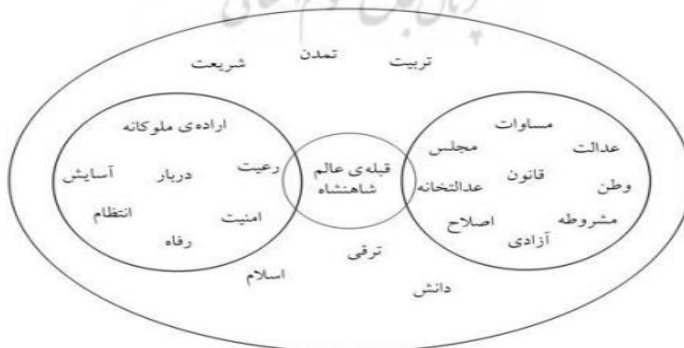 تربیت
تمدن
شریعت
مساوات
مجلس
عدالت
قانون
عدالتخانه
وطن
اصلاح
مشروطه
آزادی
قبله‌ی عالم
شاهنشاه
اراده‌ی ملوکانه
رعیت
دربار
آسایش
امنیت
انتظام
رفاه
ترقی
اسلام
دانش